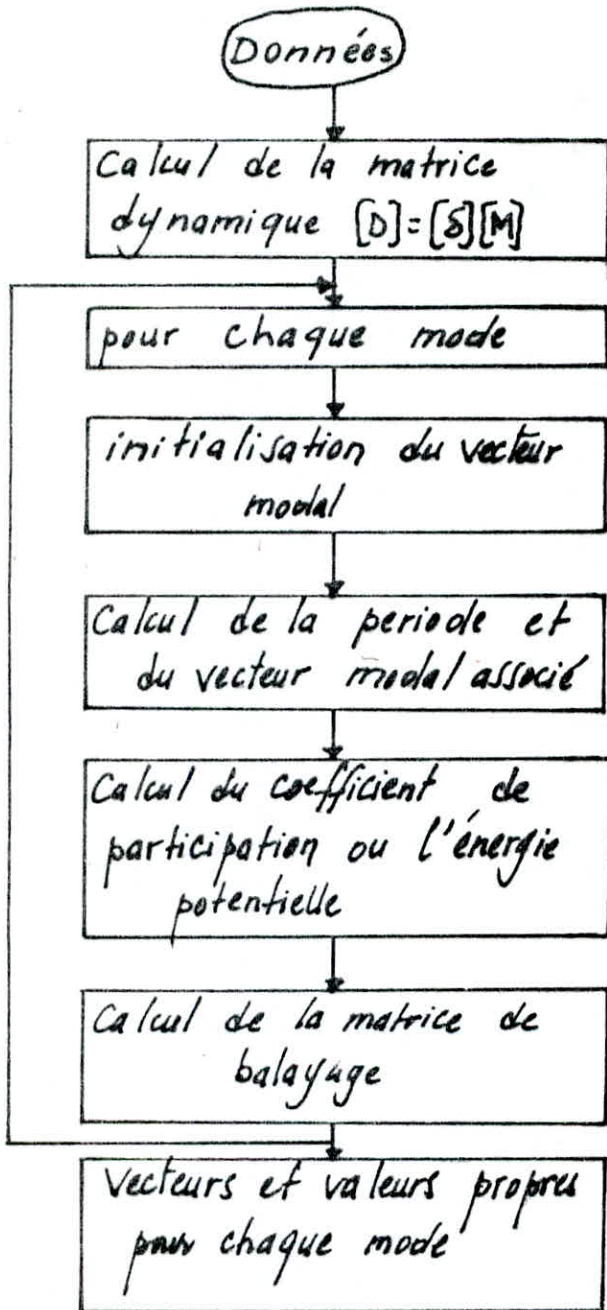 Données
Calcul de la matrice
dynamique [D]=[δ][M]
pour chaque mode
initialisation du vecteur
modal
Calcul de la periode et
du vecteur modal associé
Calcul du coefficient de
participation ou l'énergie
potentielle
Calcul de la matrice de
balayage
Vecteurs et valeurs propres
pour chaque mode